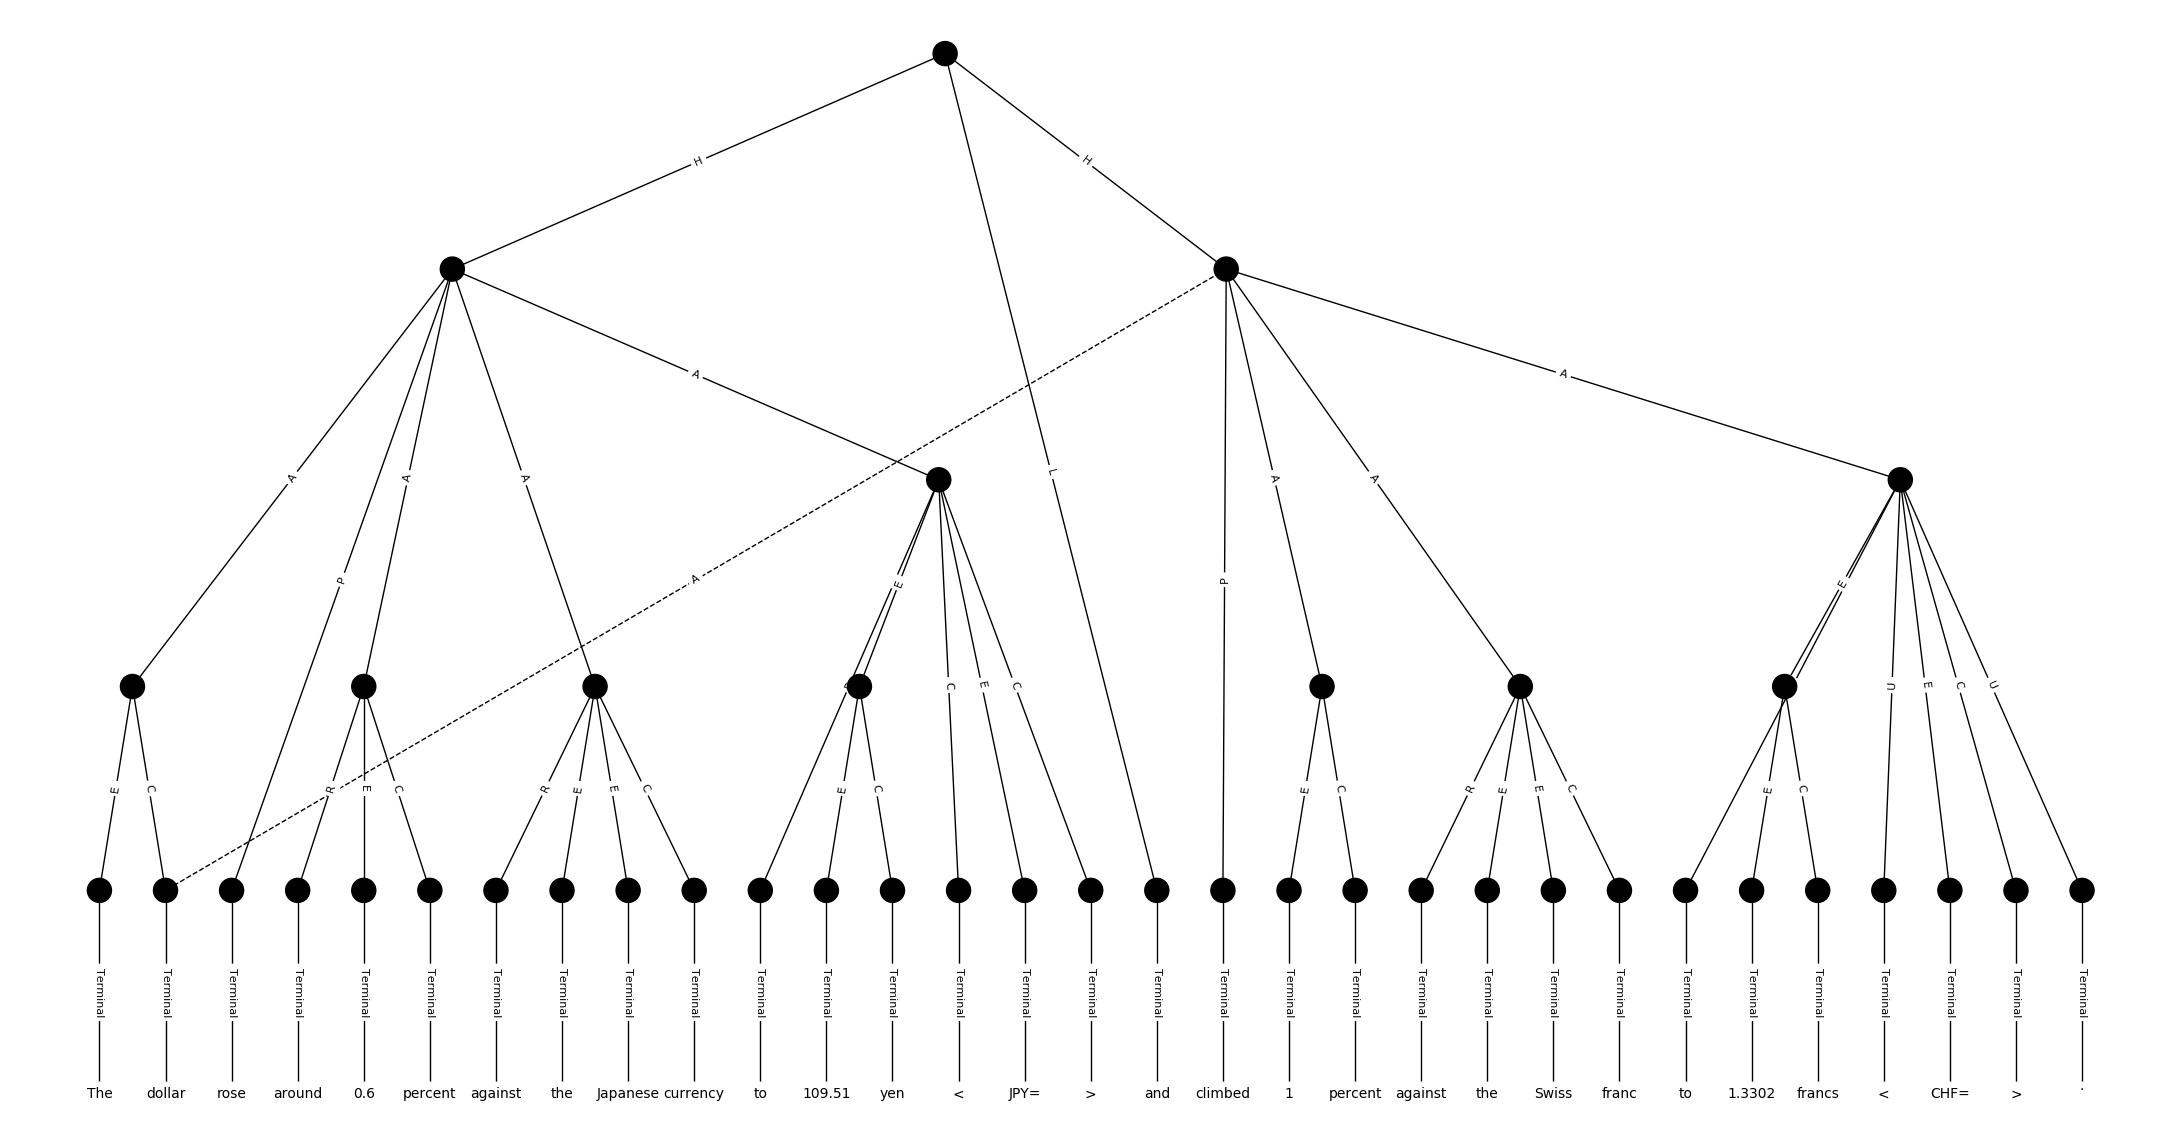 H H
A A
A A A L A A
P A E P E
R C E C U E C U
E C R E C R E E C E C E C R E E C E C
Terminal Terminal Terminal Terminal Terminal Terminal Terminal Terminal Terminal Terminal Terminal Terminal Terminal Terminal Terminal Terminal Terminal Terminal Terminal Terminal Terminal Terminal Terminal Terminal Terminal Terminal Terminal Terminal Terminal Terminal Terminal
The dollar rose around 0.6 percent against the Japanese currency to 109.51 yen < JPY= > and climbed 1 percent against the Swiss franc to 1.3302 francs < CHF= > .